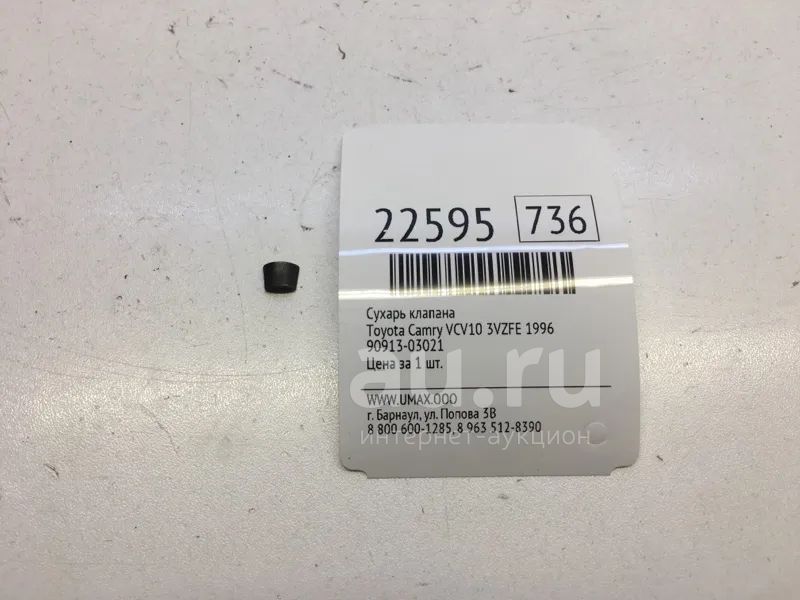 22595 736
Сухарь клапана
Toyota Camry VCV10 3VZFE 1996
90913-03021
Цена за 1 шт.
au.ru
WWW.UMAX.OOO
г. Барнаул, ул. Попова 3В
8 800 600-1285, 8 963 512-8390
интернет-аукцион